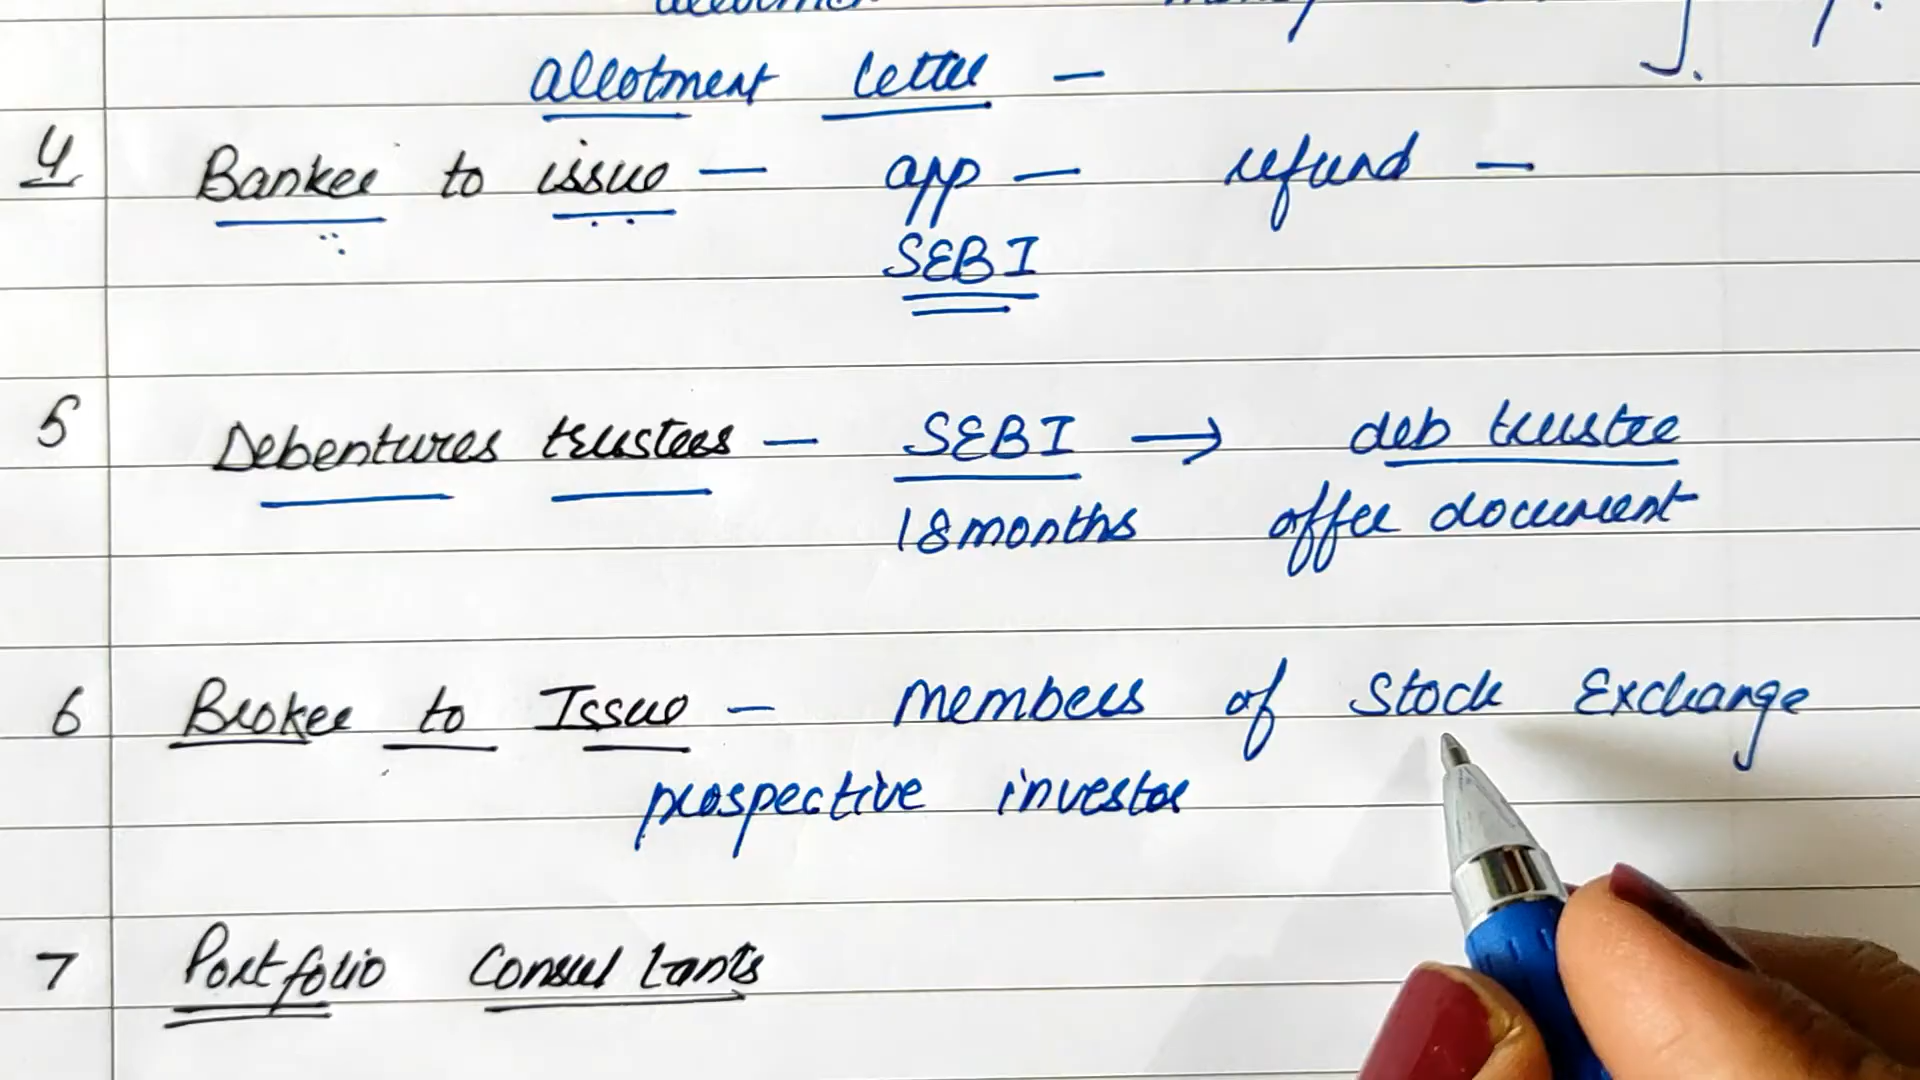 allotment letter -
4 Banker to issue - app - refund -
SEBI
5 Debentures trustees - SEBI → deb trustee
18months offer document
6 Broker to Issue - members of Stock Exchange
prospective investor
7 Portfolio Consultants